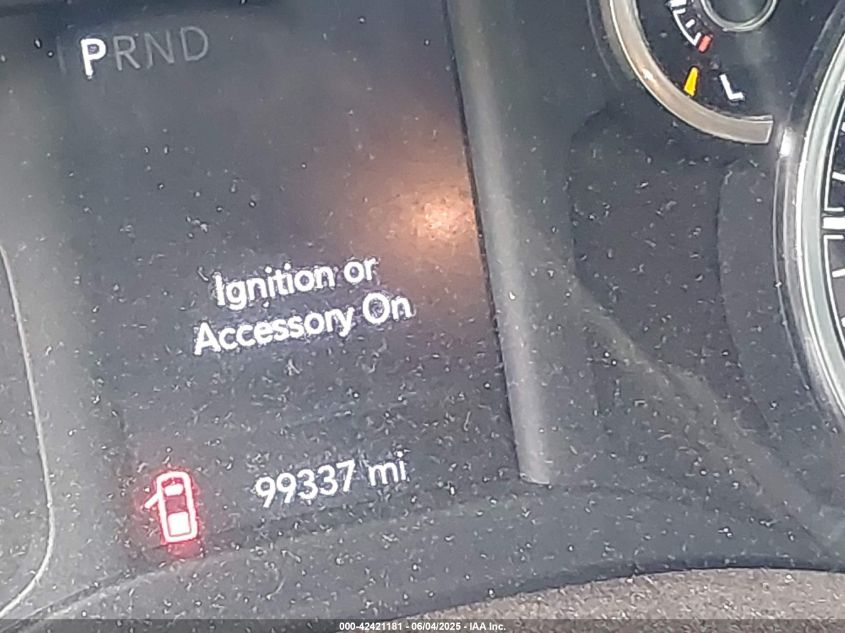 PRND
L
Ignition or
Accessory On
99337 mi
000-42421181 - 06/04/2025 - IAA Inc.